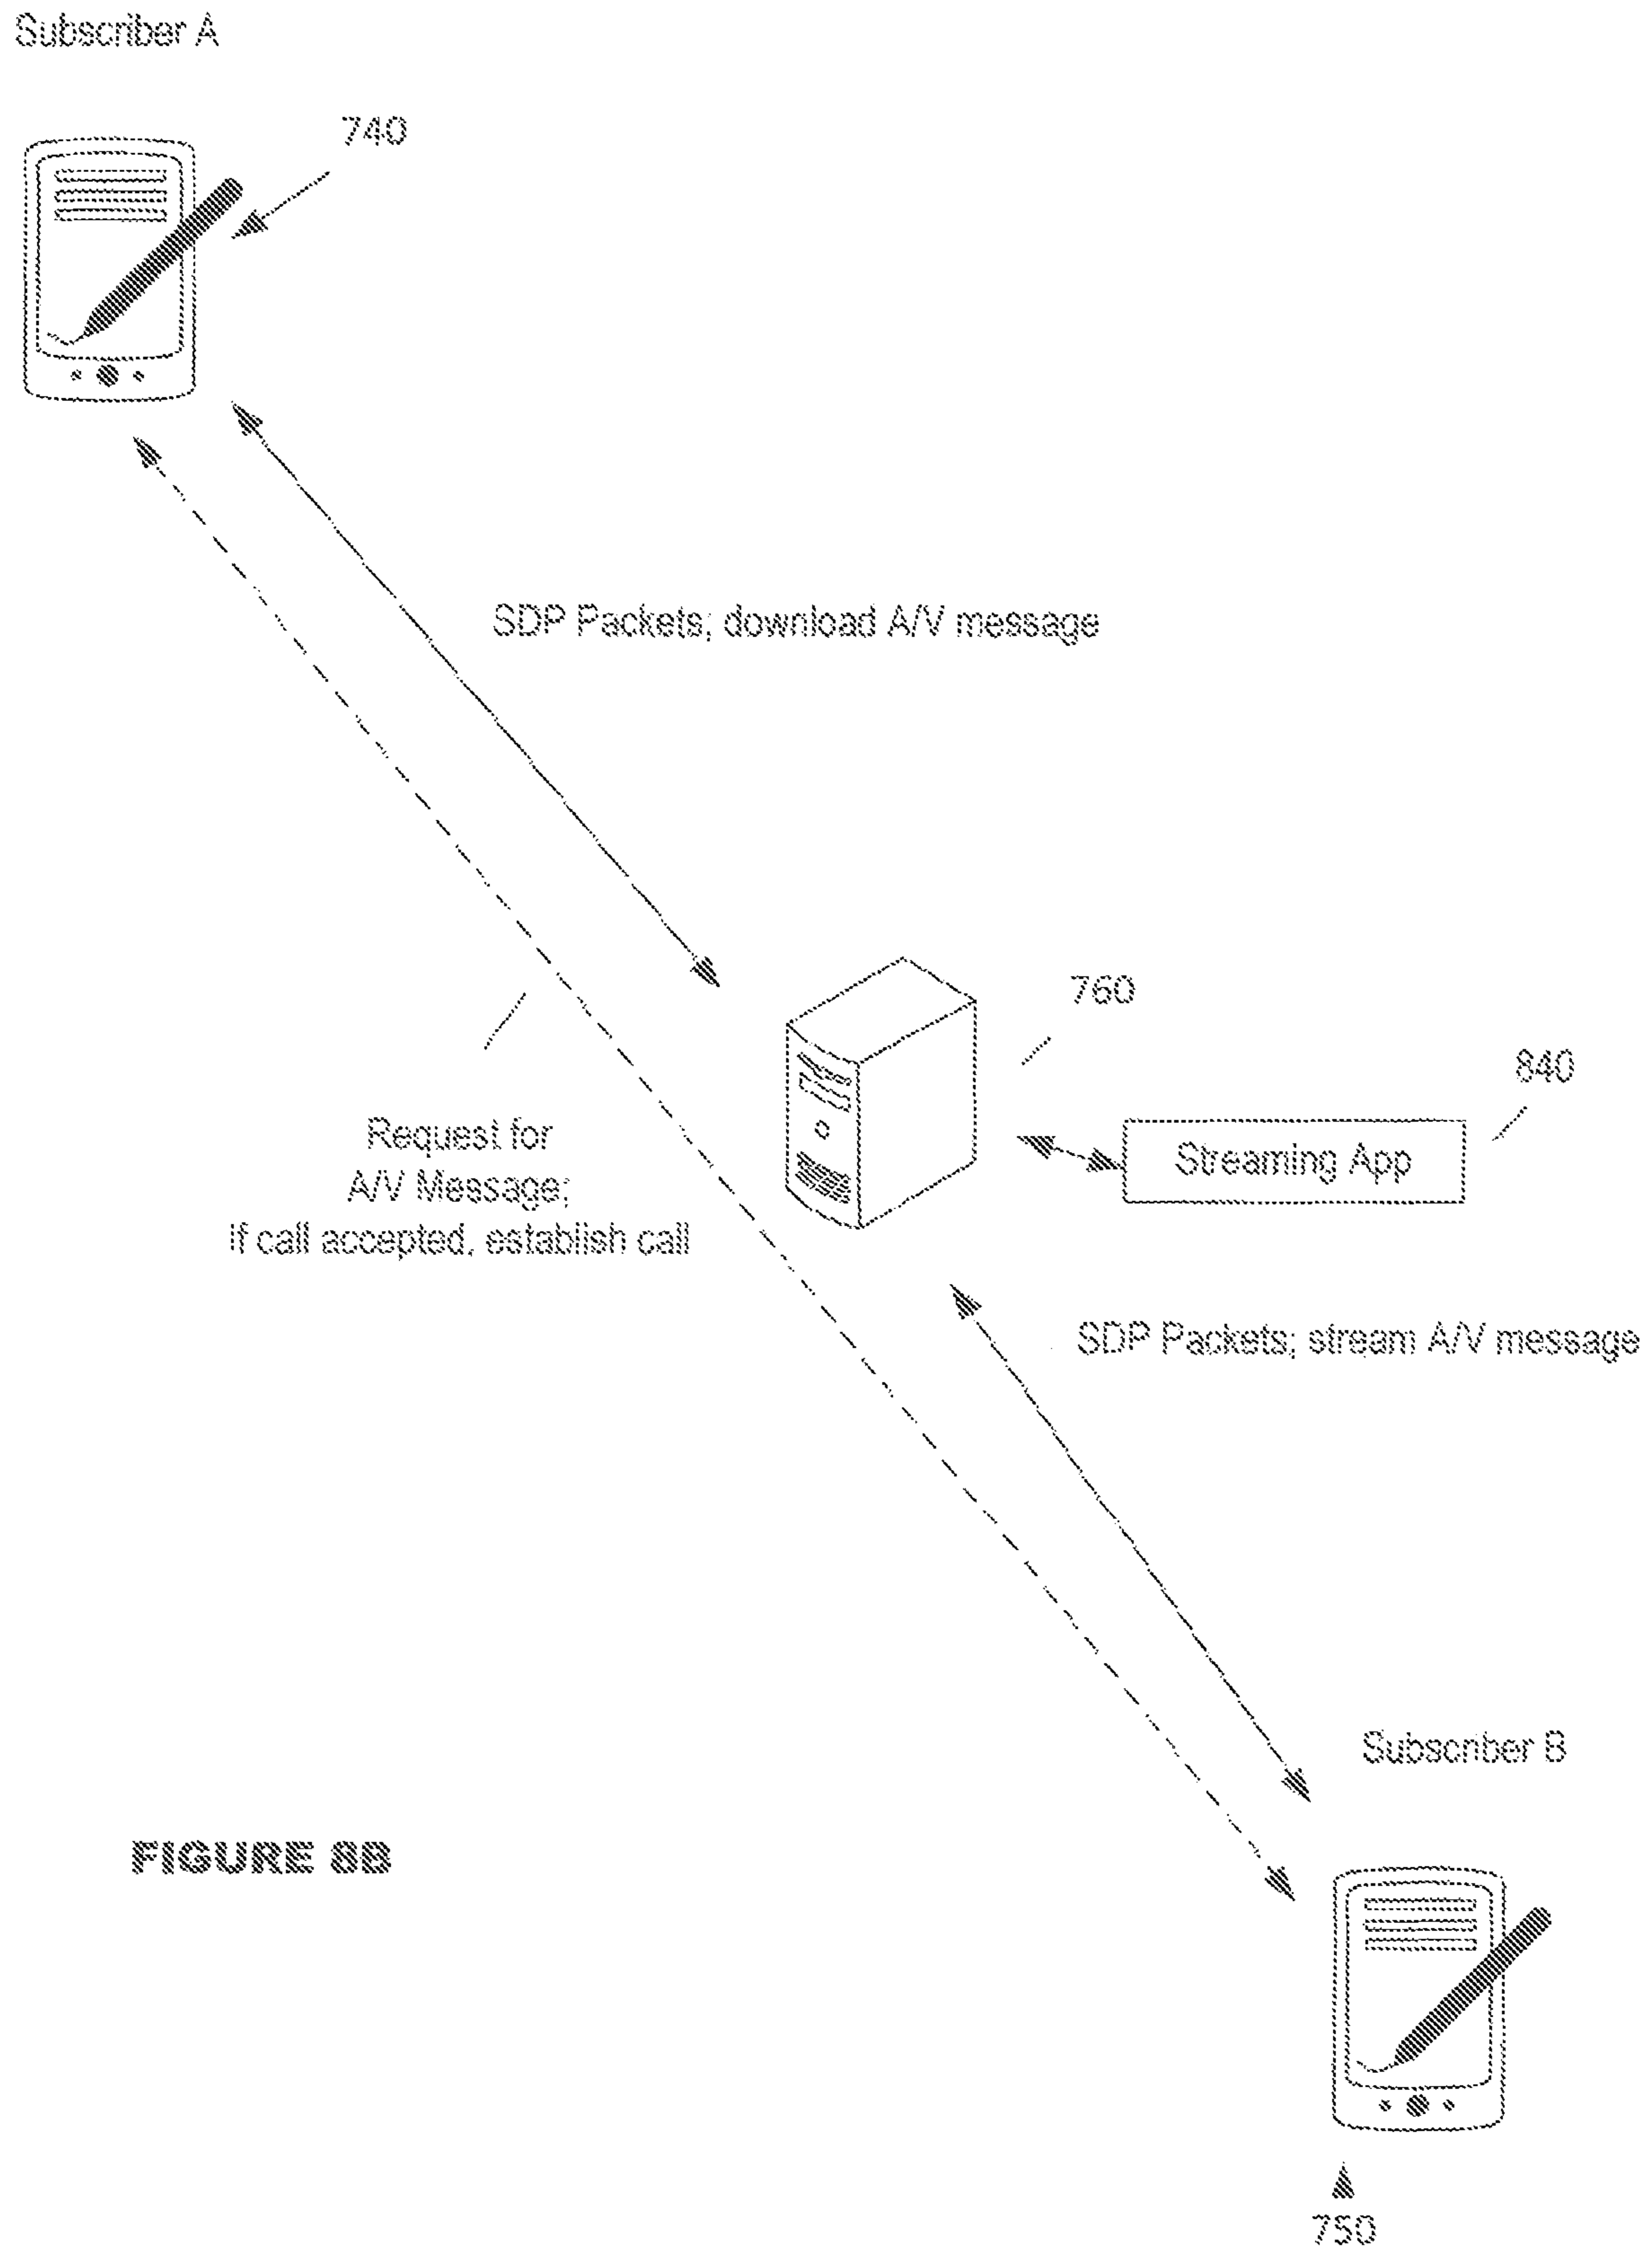 Subscriber A
740
SDP Packets; download A/V message
760
840
Request for
A/V Message;
If call accepted, establish call
Streaming App
SDP Packets; stream A/V message
Subscriber B
FIGURE 8B
750